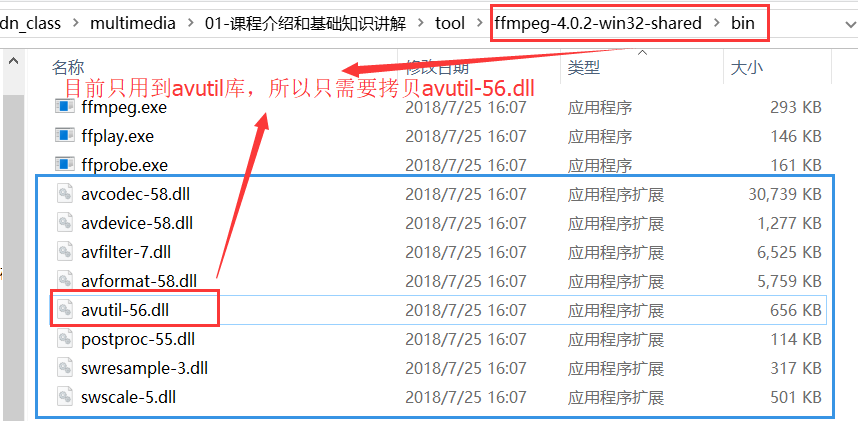 dn_class > multimedia > 01-课程介绍和基础知识讲解 > tool > ffmpeg-4.0.2-win32-shared > bin
名称 修改日期 类型 大小
目前只用到avutil库，所以只需要拷贝avutil-56.dll
ffmpeg.exe 2018/7/25 16:07 应用程序 293 KB
ffplay.exe 2018/7/25 16:07 应用程序 146 KB
ffprobe.exe 2018/7/25 16:07 应用程序 161 KB
avcodec-58.dll 2018/7/25 16:07 应用程序扩展 30,739 KB
avdevice-58.dll 2018/7/25 16:07 应用程序扩展 1,277 KB
avfilter-7.dll 2018/7/25 16:07 应用程序扩展 6,525 KB
avformat-58.dll 2018/7/25 16:07 应用程序扩展 5,759 KB
avutil-56.dll 2018/7/25 16:07 应用程序扩展 656 KB
postproc-55.dll 2018/7/25 16:07 应用程序扩展 114 KB
swresample-3.dll 2018/7/25 16:07 应用程序扩展 317 KB
swscale-5.dll 2018/7/25 16:07 应用程序扩展 501 KB